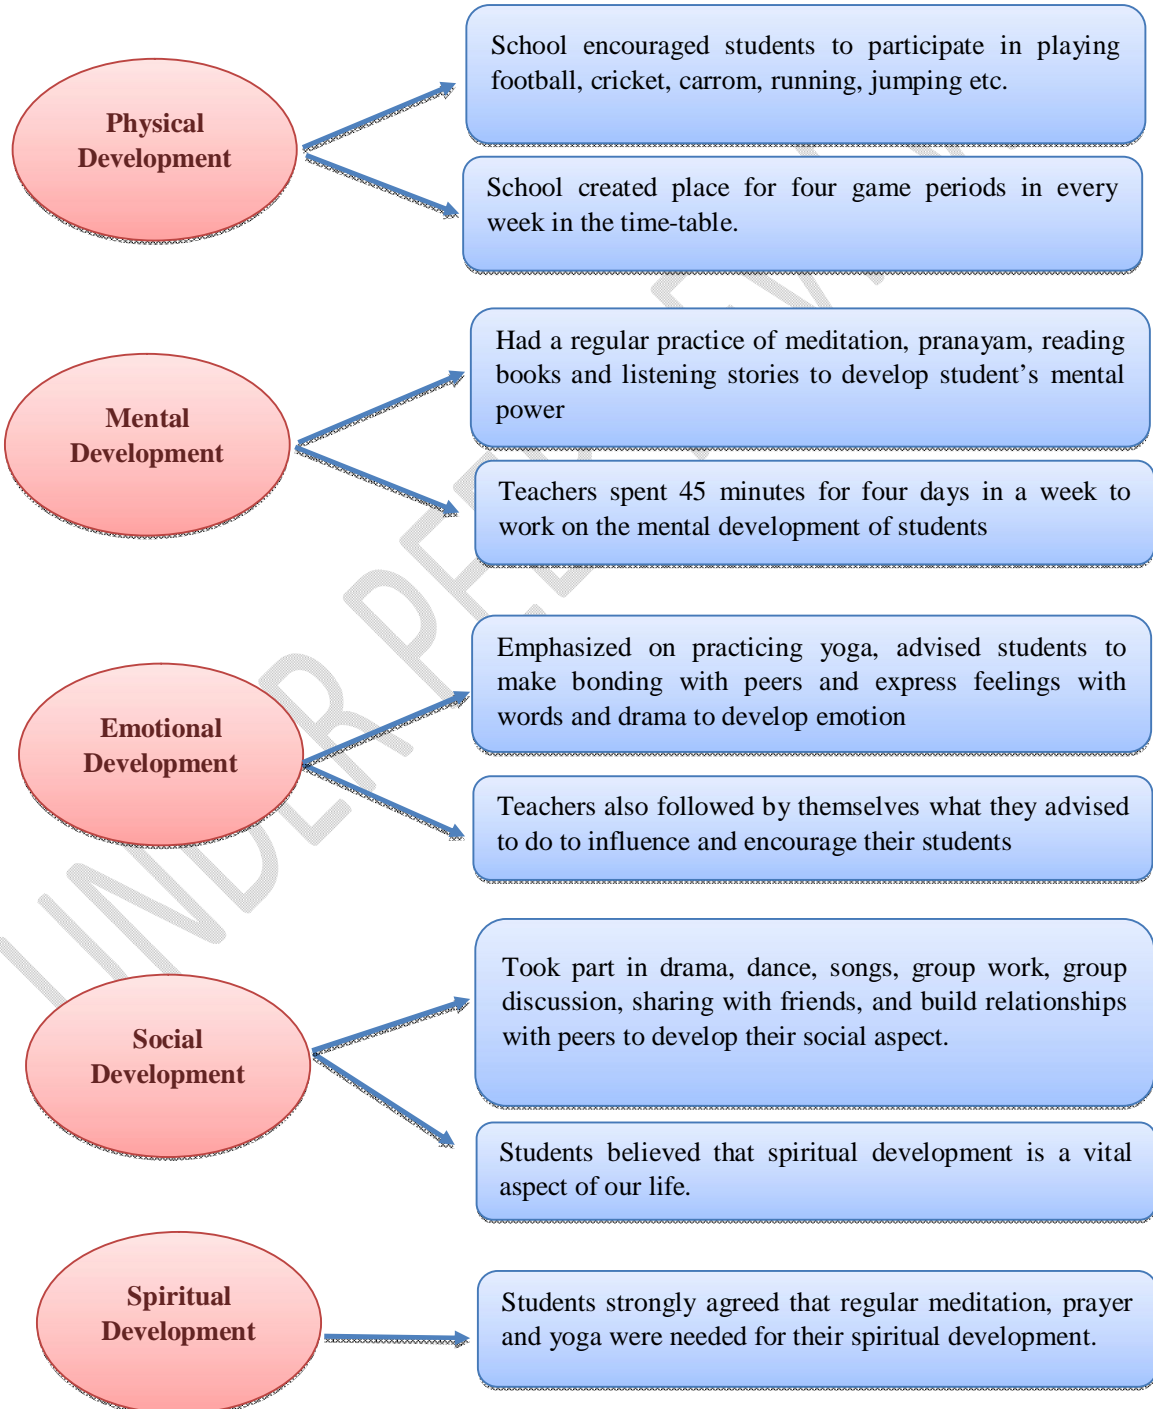 Physical
Development
School encouraged students to participate in playing
football, cricket, carrom, running, jumping etc.
School created place for four game periods in every
week in the time-table.
Mental
Development
Had a regular practice of meditation, pranayam, reading
books and listening stories to develop student’s mental
power
Teachers spent 45 minutes for four days in a week to
work on the mental development of students
Emotional
Development
Emphasized on practicing yoga, advised students to
make bonding with peers and express feelings with
words and drama to develop emotion
Teachers also followed by themselves what they advised
to do to influence and encourage their students
Social
Development
Took part in drama, dance, songs, group work, group
discussion, sharing with friends, and build relationships
with peers to develop their social aspect.
Students believed that spiritual development is a vital
aspect of our life.
Spiritual
Development
Students strongly agreed that regular meditation, prayer
and yoga were needed for their spiritual development.
UNDER PEER